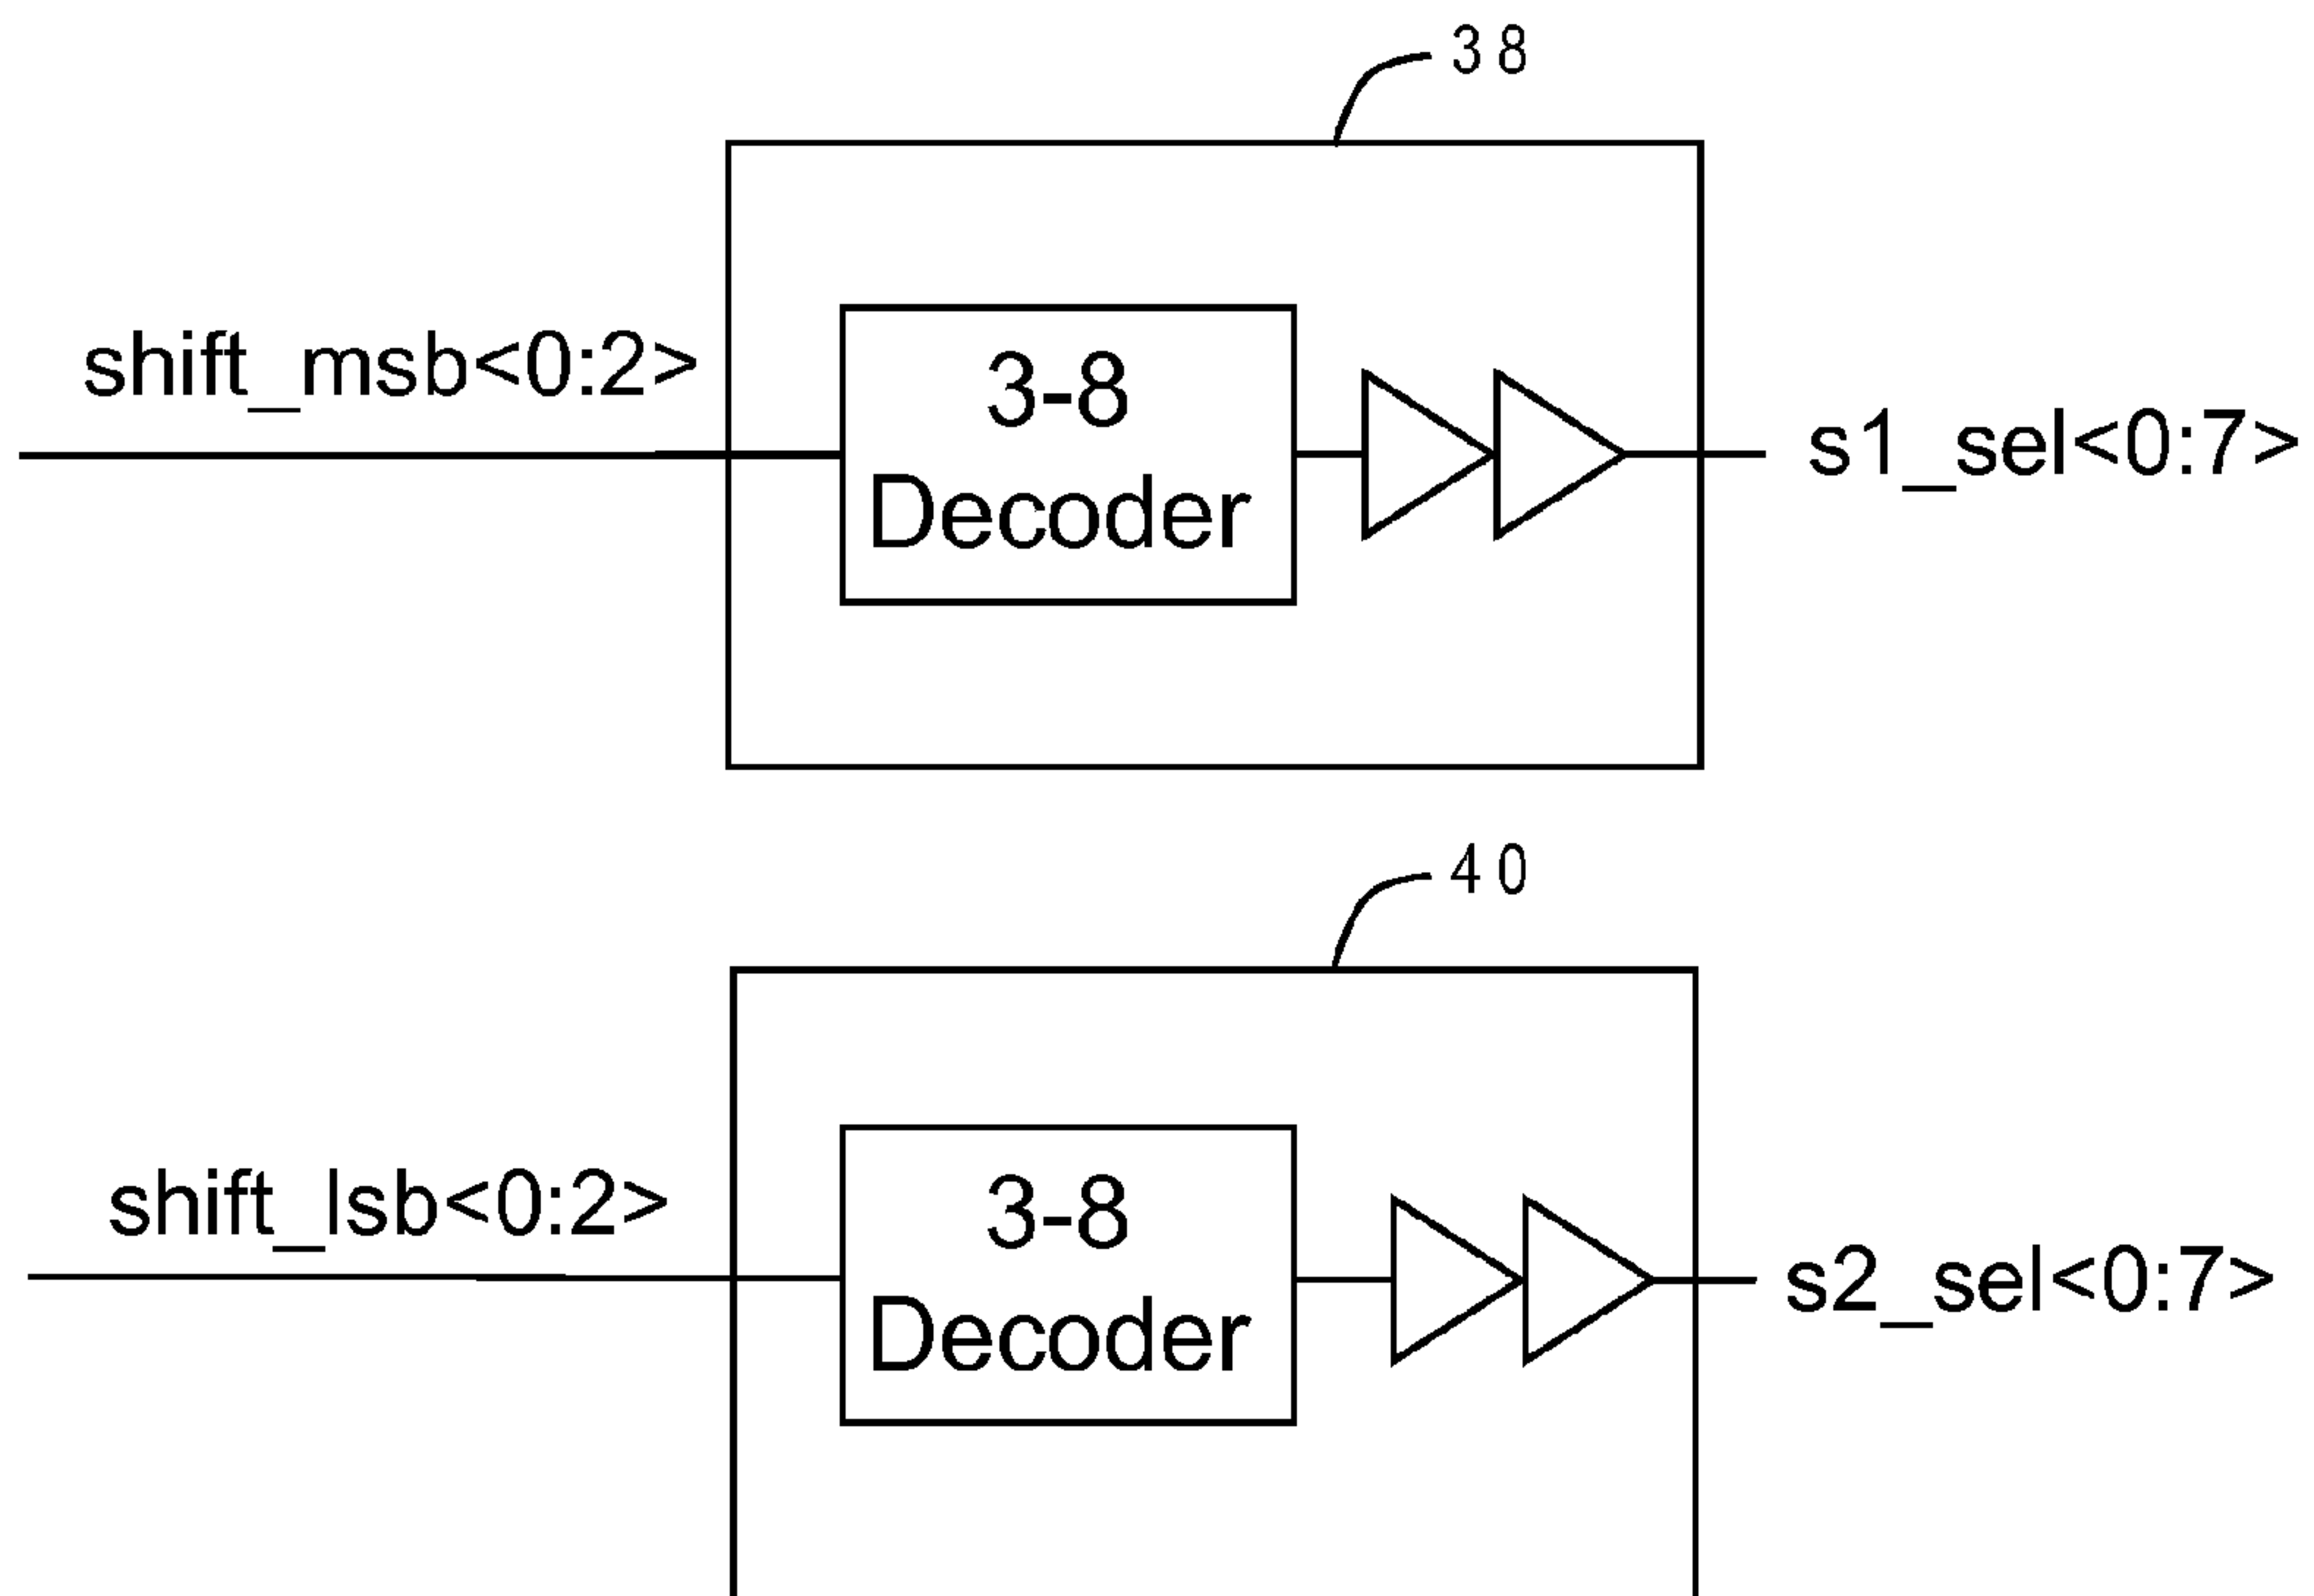 38
shift_msb<0:2>
3-8
Decoder
s1_sel<0:7>
40
shift_lsb<0:2>
3-8
Decoder
s2_sel<0:7>